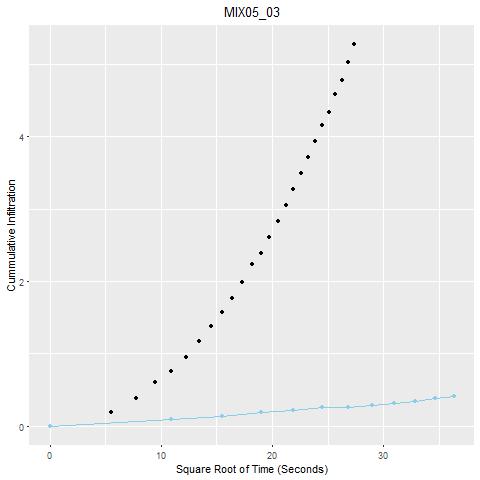 MIX05_03
Cummulative Infiltration
4
2
0
0 10 20 30
Square Root of Time (Seconds)